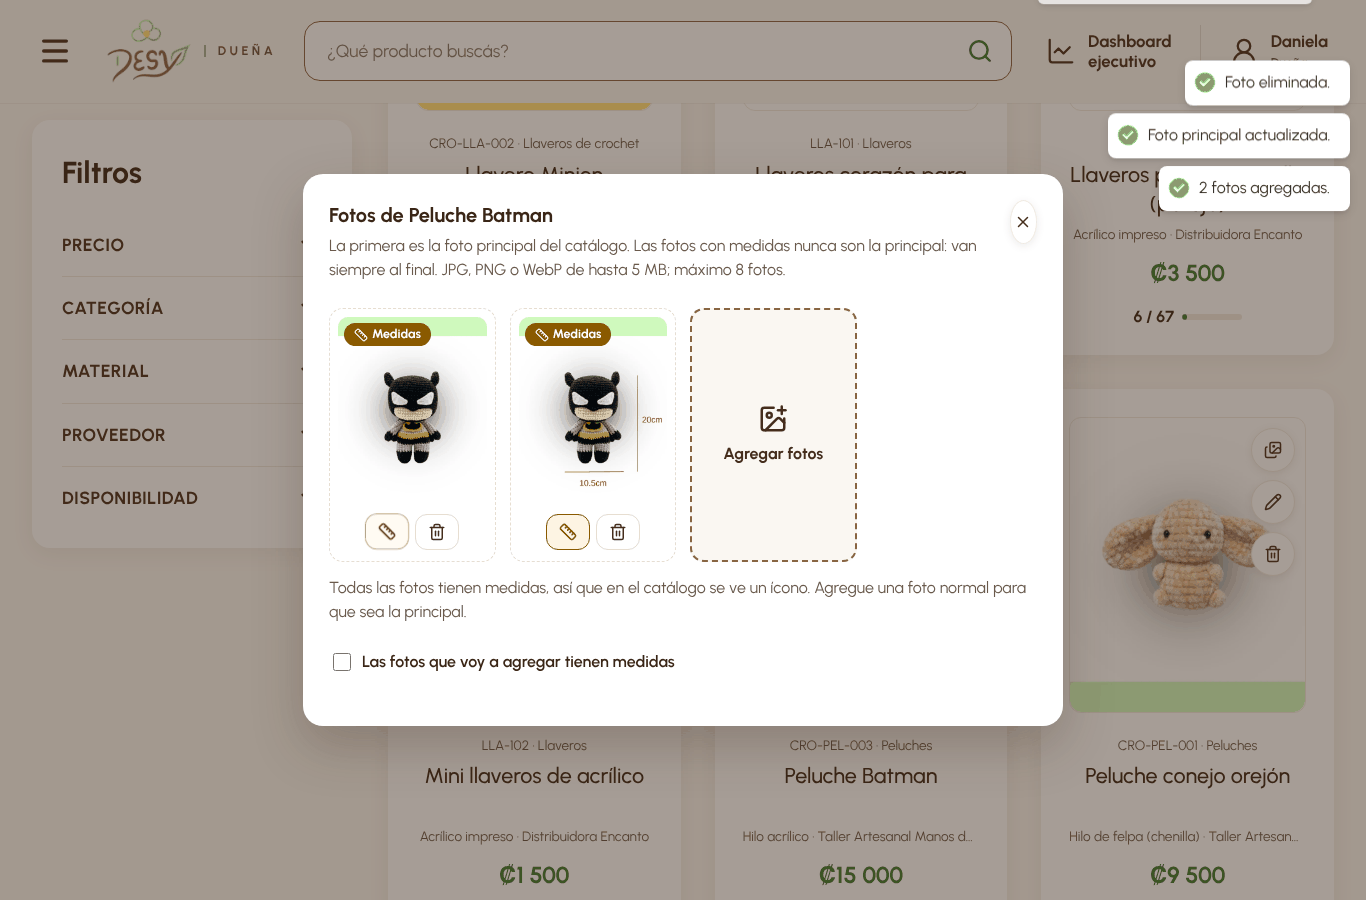 DESY | DUEÑA
¿Qué producto buscás?
Dashboard
ejecutivo
Daniela
Foto eliminada.
Foto principal actualizada.
2 fotos agregadas.
Filtros
PRECIO
CATEGORÍA
MATERIAL
PROVEEDOR
DISPONIBILIDAD
CRO-LLA-002 · Llaveros de crochet
Llavero Minion
LLA-101 · Llaveros
Llaveros corazón para
Llaveros
Acrílico impreso · Distribuidora Encanto
₡3 500
6 / 67
Fotos de Peluche Batman
La primera es la foto principal del catálogo. Las fotos con medidas nunca son la principal: van
siempre al final. JPG, PNG o WebP de hasta 5 MB; máximo 8 fotos.
Medidas
Medidas
20cm
10.5cm
Agregar fotos
Todas las fotos tienen medidas, así que en el catálogo se ve un ícono. Agregue una foto normal para
que sea la principal.
Las fotos que voy a agregar tienen medidas
LLA-102 · Llaveros
Mini llaveros de acrílico
Acrílico impreso · Distribuidora Encanto
₡1 500
CRO-PEL-003 · Peluches
Peluche Batman
Hilo acrílico · Taller Artesanal Manos d...
₡15 000
CRO-PEL-001 · Peluches
Peluche conejo orejón
Hilo de felpa (chenilla) · Taller Artesan...
₡9 500